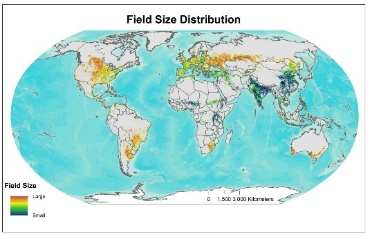 Field Size Distribution
Field Size
Large
Small
0 1,500 3,000 Kilometers